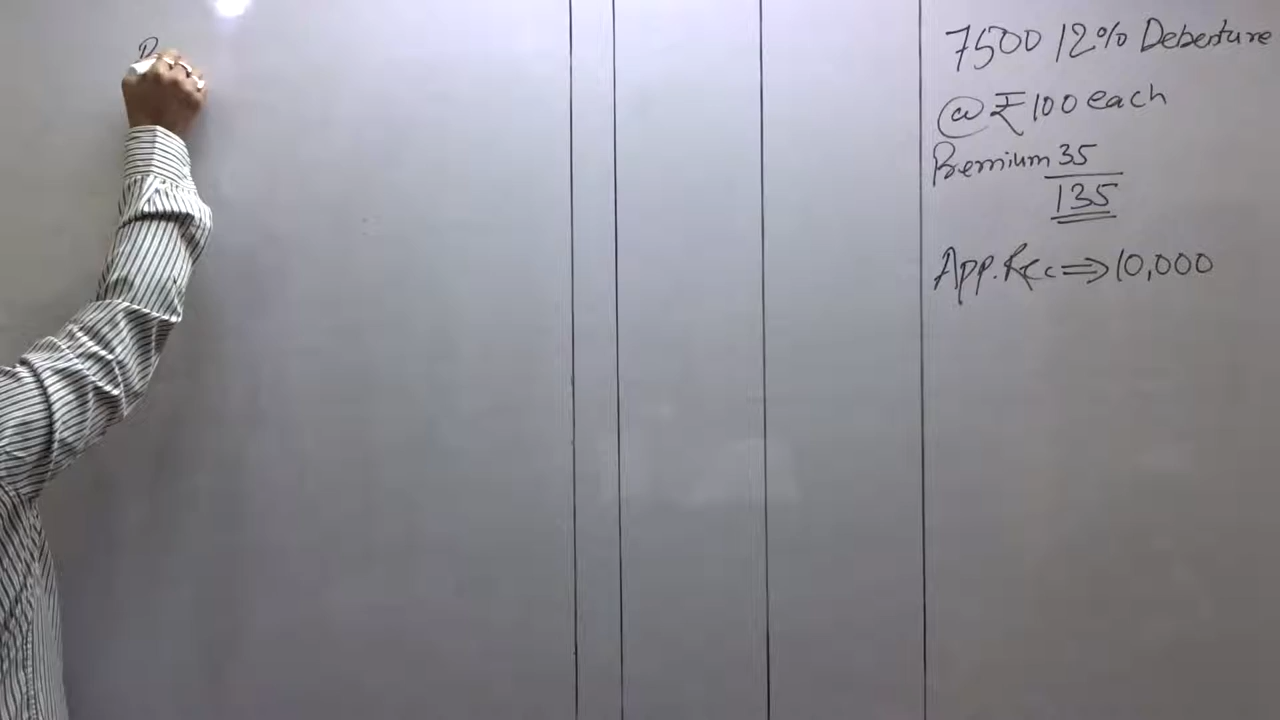 B
7500 12% Debenture
@ ₹100 each
Premium 35
135
App. Rec ⇒ 10,000